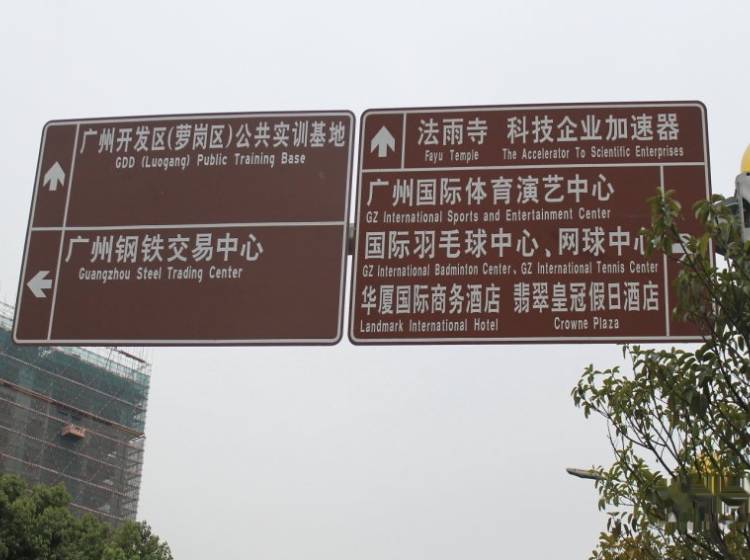 广州开发区(萝岗区)公共实训基地
GDD (Luogang) Public Training Base
广州钢铁交易中心
Guangzhou Steel Trading Center
法雨寺 科技企业加速器
Fayu Temple The Accelerator To Scientific Enterprises
广州国际体育演艺中心
GZ International Sports and Entertainment Center
国际羽毛球中心、网球中心
GZ International Badminton Center、GZ International Tennis Center
华厦国际商务酒店 翡翠皇冠假日酒店
Landmark International Hotel Crowne Plaza